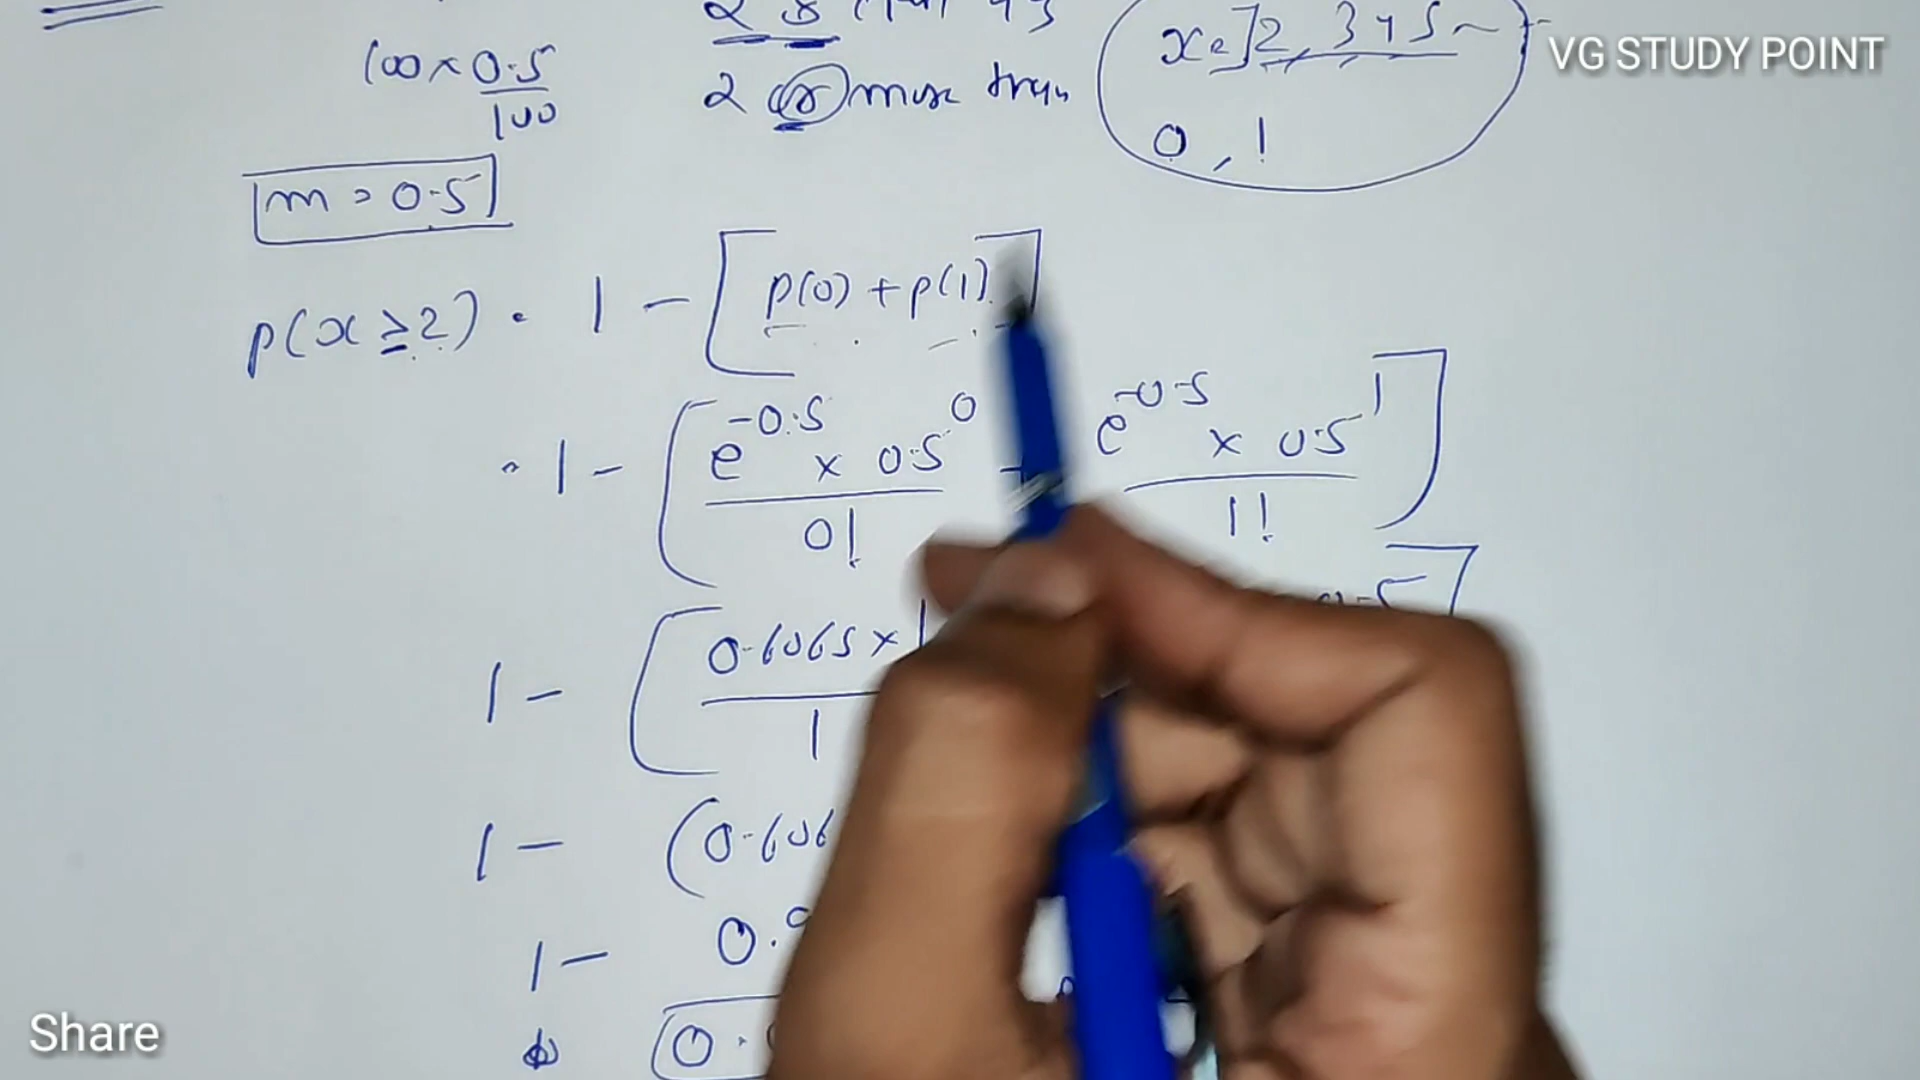 VG STUDY POINT
100 x 0.5
100
2 or more than
x = 2, 3 4 5
0, 1
m = 0.5
p(x ≥ 2) = 1 - [p(0) + p(1)]
= 1 - [e^-0.5 x 0.5^0 / 0! + e^-0.5 x 0.5^1 / 1!]
1 - [0.6065 x 1 / 1
1 - (0.606
1 - 0.9
0.
Share